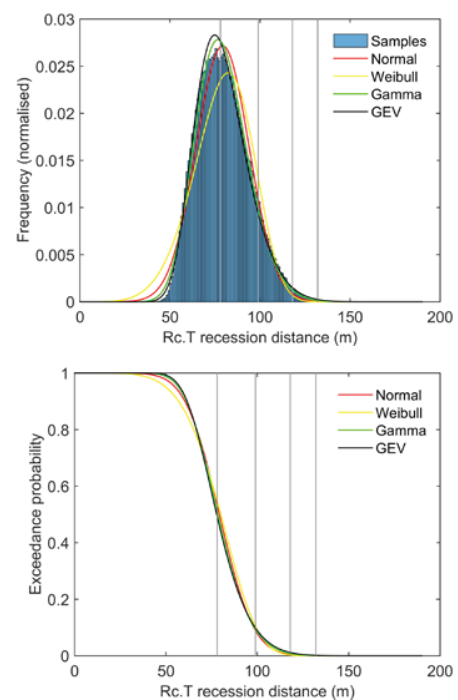 0.03
0.025
0.02
0.015
0.01
0.005
0
Frequency (normalised)
Samples
Normal
Weibull
Gamma
GEV
0 50 100 150 200
Rc.T recession distance (m)
1
0.8
0.6
0.4
0.2
0
Exceedance probability
Normal
Weibull
Gamma
GEV
0 50 100 150 200
Rc.T recession distance (m)